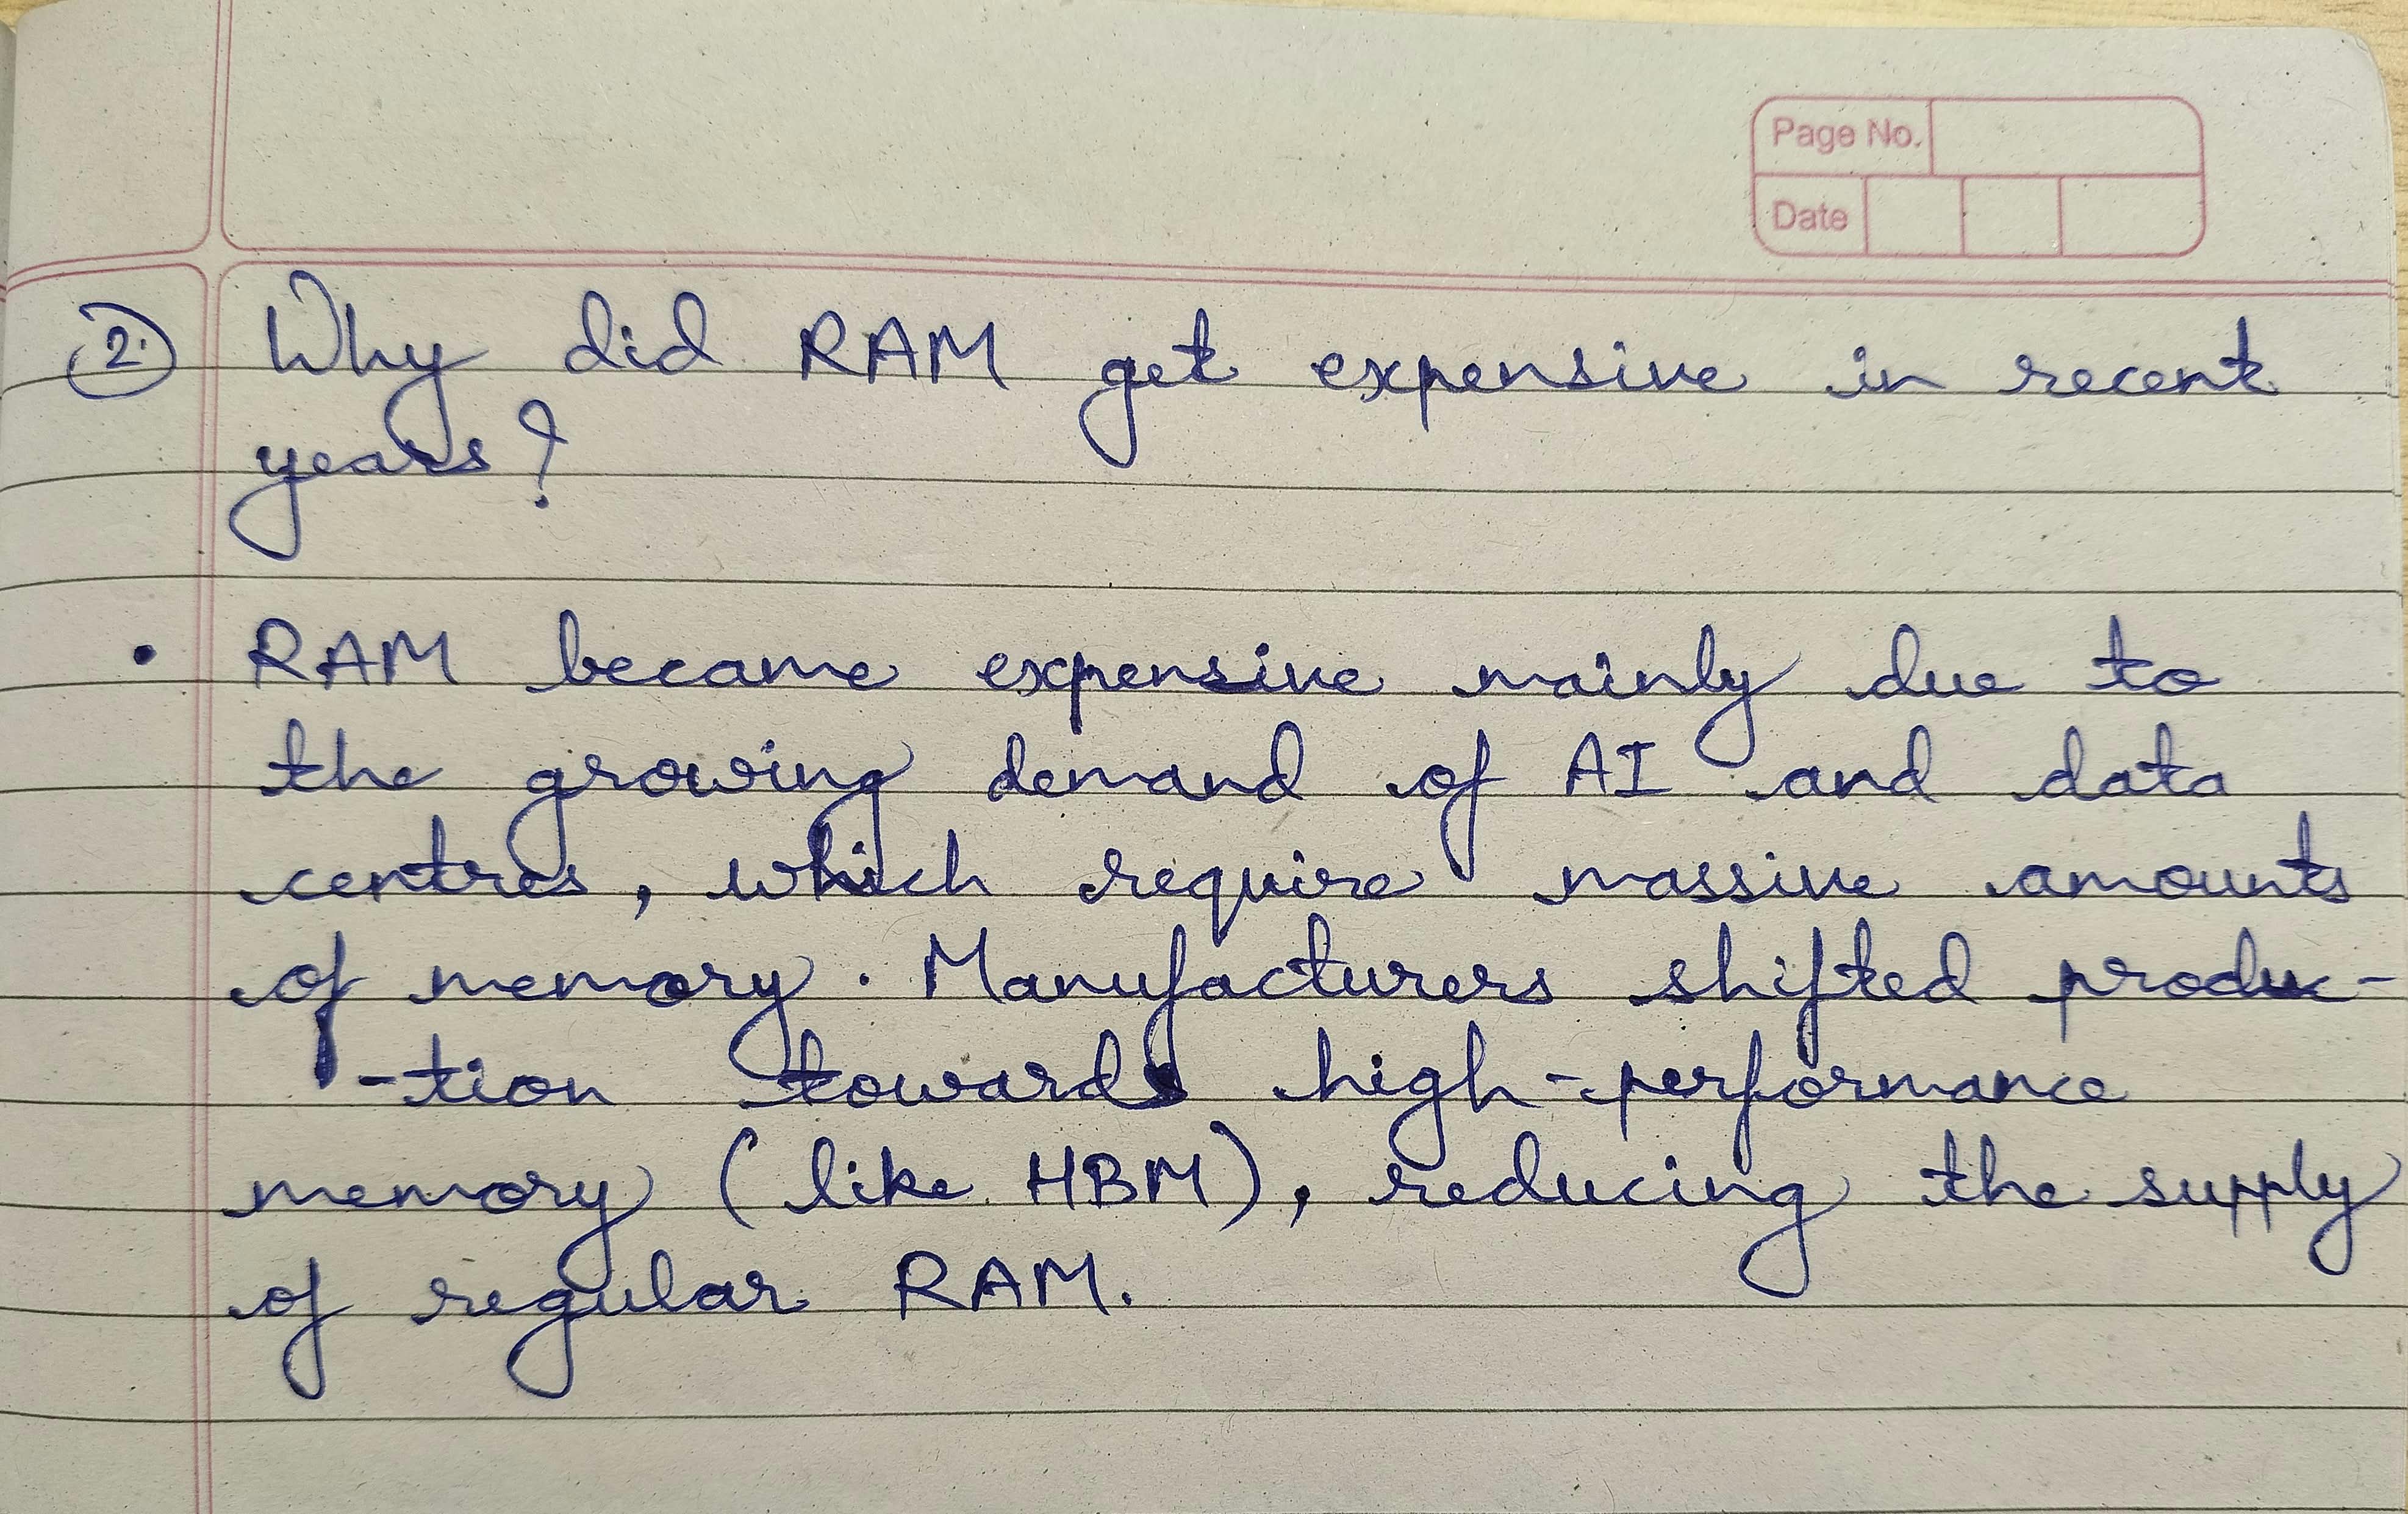 Page No.
Date
2. Why did RAM get expensive in recent
years?
• RAM became expensive mainly due to
the growing demand of AI and data
centres, which require massive amounts
of memory. Manufacturers shifted produc-
-tion towards high-performance
memory (like HBM), reducing the supply
of regular RAM.